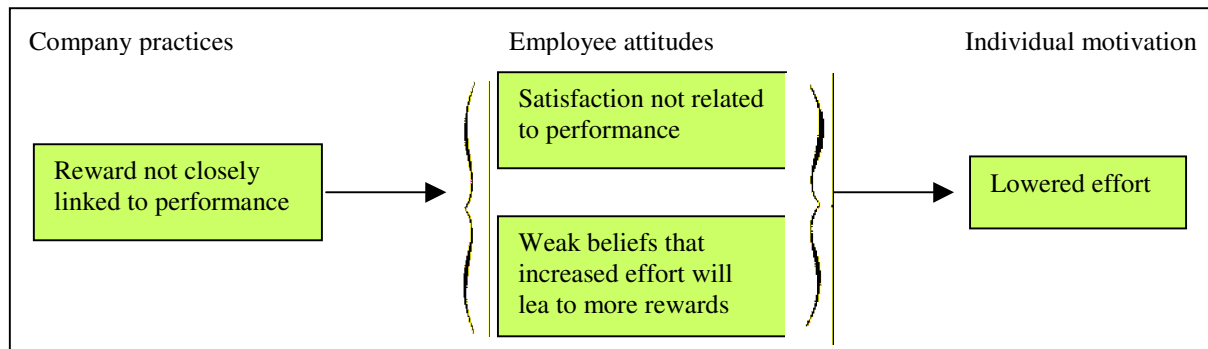 Company practices
Employee attitudes
Individual motivation
Satisfaction not related
to performance
Reward not closely
linked to performance
Lowered effort
Weak beliefs that
increased effort will
lea to more rewards